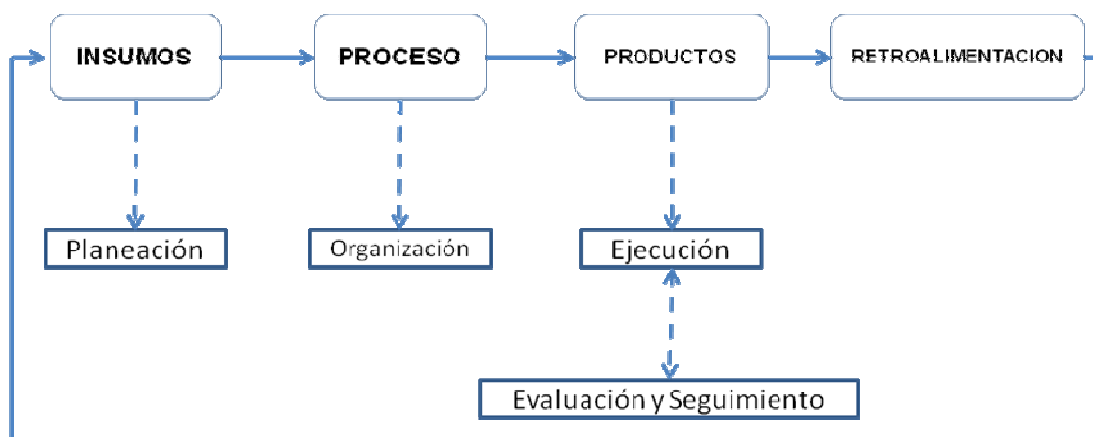 INSUMOS
PROCESO
PRODUCTOS
RETROALIMENTACION
Planeación
Organización
Ejecución
Evaluación y Seguimiento